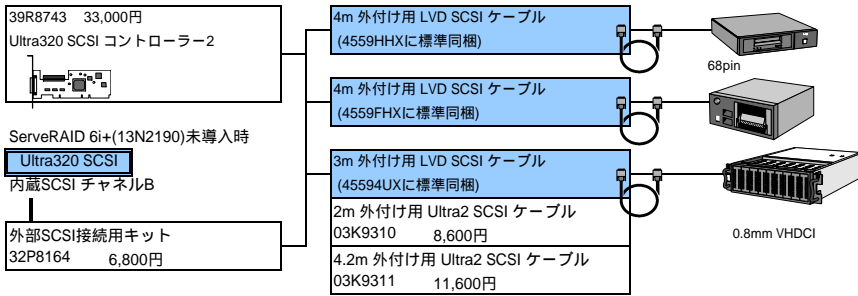 39R8743 33,000円
Ultra320 SCSI コントローラー2
ServeRAID 6i+(13N2190)未導入時
Ultra320 SCSI
内蔵SCSI チャネルB
外部SCSI接続用キット
32P8164 6,800円
4m 外付け用 LVD SCSI ケーブル
(4559HHXに標準同梱)
4m 外付け用 LVD SCSI ケーブル
(4559FHXに標準同梱)
3m 外付け用 LVD SCSI ケーブル
(45594UXに標準同梱)
2m 外付け用 Ultra2 SCSI ケーブル
03K9310 8,600円
4.2m 外付け用 Ultra2 SCSI ケーブル
03K9311 11,600円
68pin
0.8mm VHDCI